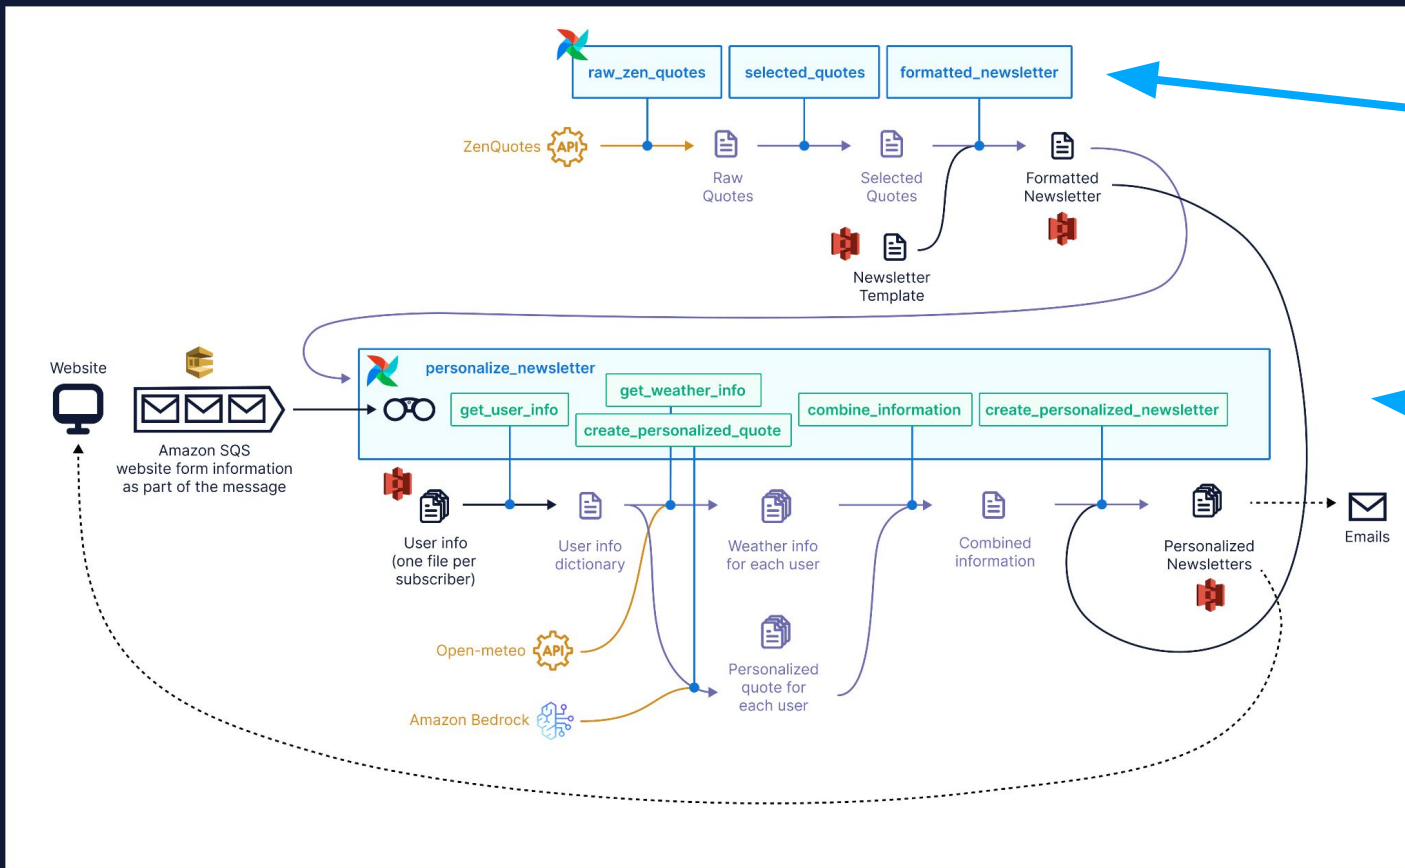 raw_zen_quotes
selected_quotes
formatted_newsletter
ZenQuotes
API
Raw
Quotes
Selected
Quotes
Formatted
Newsletter
Newsletter
Template
Website
Amazon SQS
website form information
as part of the message
personalize_newsletter
get_user_info
get_weather_info
create_personalized_quote
combine_information
create_personalized_newsletter
User info
(one file per
subscriber)
User info
dictionary
Weather info
for each user
Combined
information
Personalized
Newsletters
Emails
Open-meteo
API
Personalized
quote for
each user
Amazon Bedrock